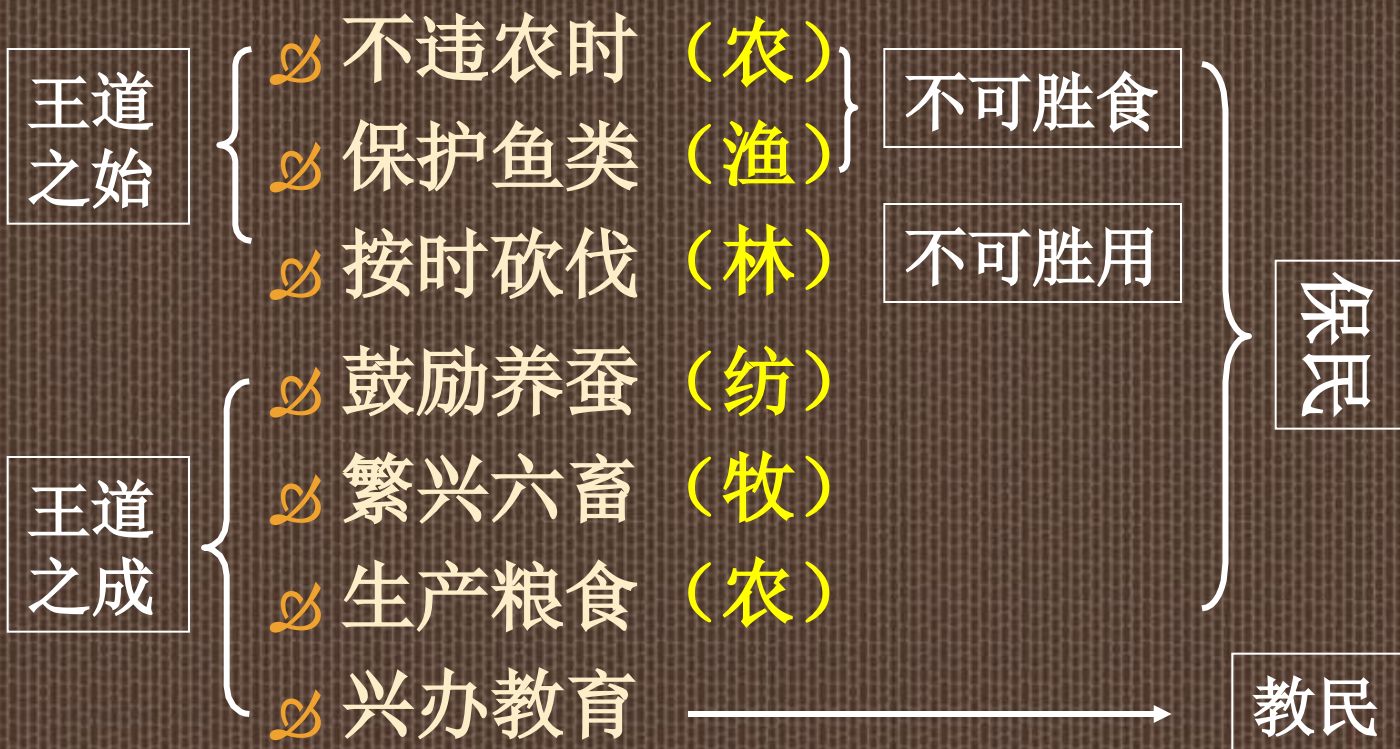 王道
之始
不违农时（农）
保护鱼类（渔）
按时砍伐（林）
不可胜食
不可胜用
王道
之成
鼓励养蚕（纺）
繁兴六畜（牧）
生产粮食（农）
兴办教育
保民
教民